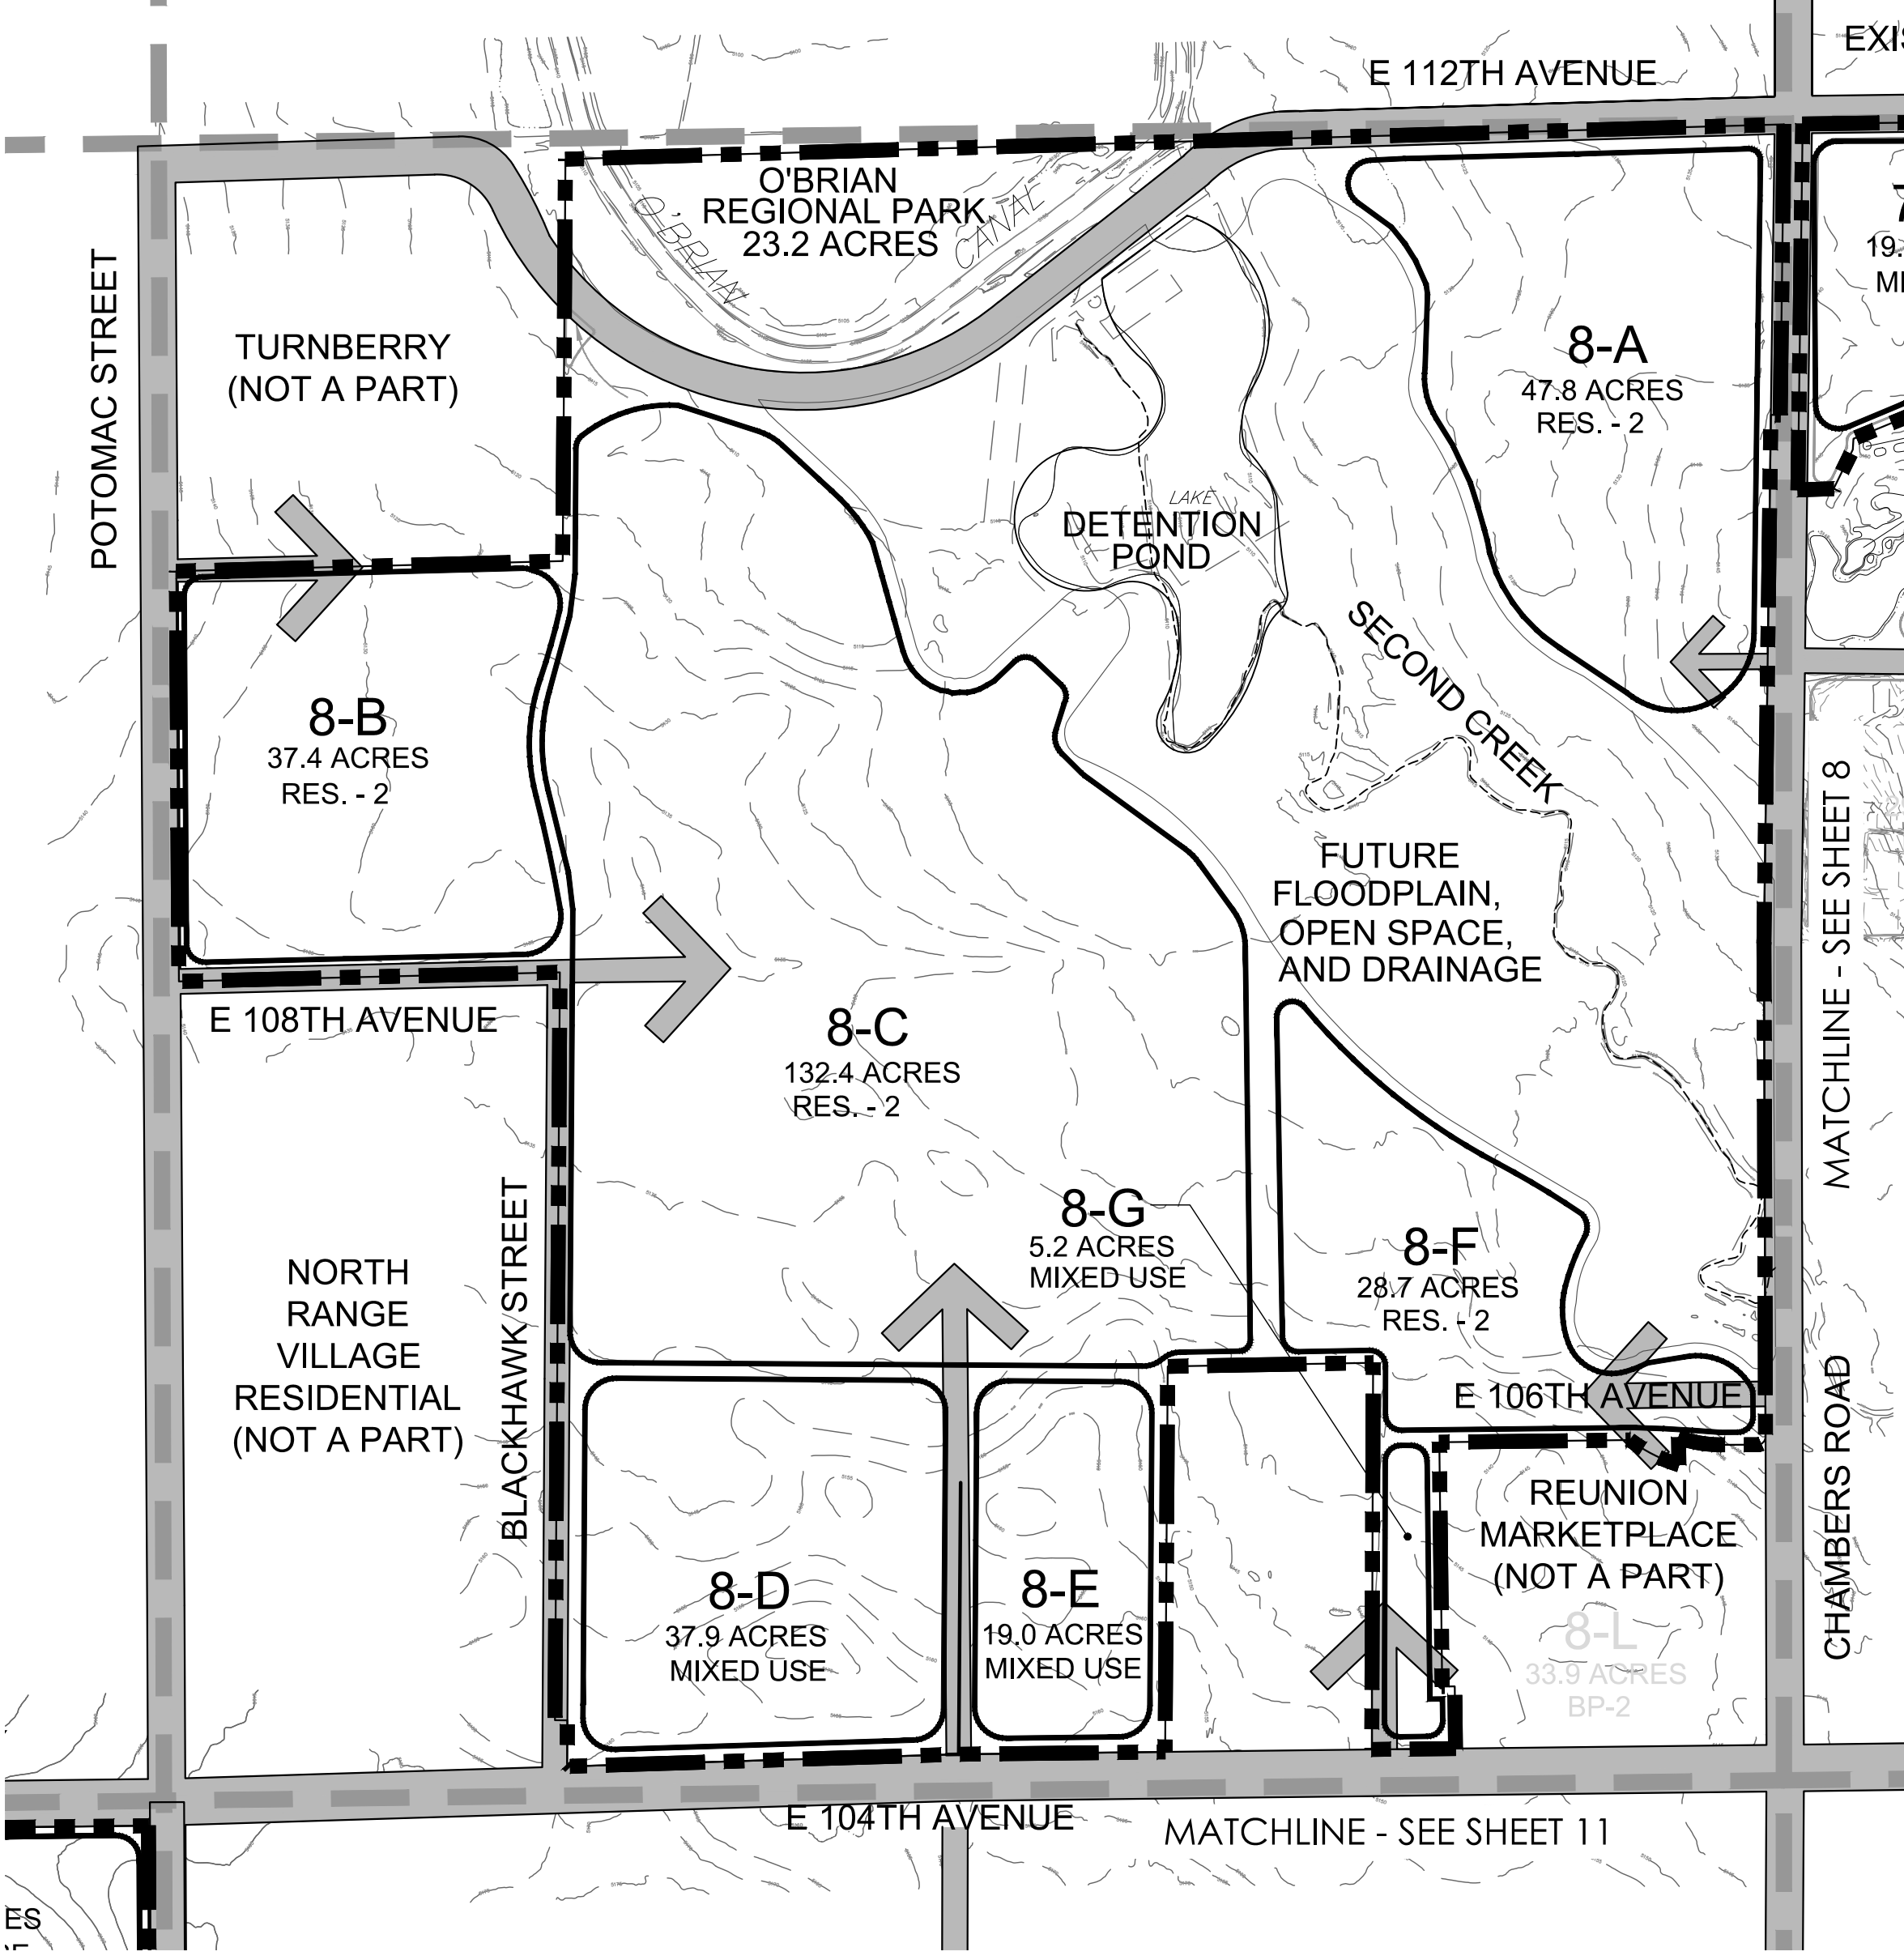 EXIS
E 112TH AVENUE
O'BRIAN
REGIONAL PARK
23.2 ACRES
O'BRIAN
CANAL
7
19.
MI
POTOMAC STREET
TURNBERRY
(NOT A PART)
8-A
47.8 ACRES
RES. - 2
LAKE
DETENTION
POND
SECOND CREEK
8-B
37.4 ACRES
RES. - 2
MATCHLINE - SEE SHEET 8
FUTURE
FLOODPLAIN,
OPEN SPACE,
AND DRAINAGE
E 108TH AVENUE
8-C
132.4 ACRES
RES. - 2
8-G
5.2 ACRES
MIXED USE
8-F
28.7 ACRES
RES. - 2
BLACKHAWK STREET
NORTH
RANGE
VILLAGE
RESIDENTIAL
(NOT A PART)
E 106TH AVENUE
CHAMBERS ROAD
REUNION
MARKETPLACE
(NOT A PART)
8-D
37.9 ACRES
MIXED USE
8-E
19.0 ACRES
MIXED USE
8-L
33.9 ACRES
BP-2
E 104TH AVENUE
MATCHLINE - SEE SHEET 11
ES